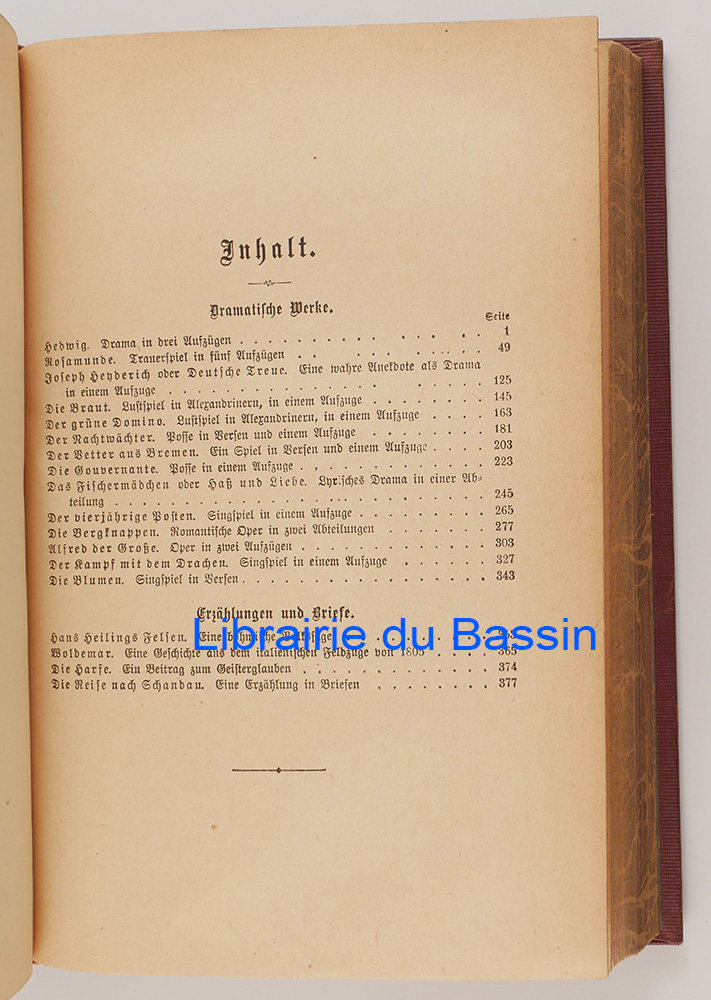 Inhalt.
Dramatische Werke.
Seite
Hedwig. Drama in drei Aufzügen . . . . . . . . . . . . . . . 1
Rosamunde. Trauerspiel in fünf Aufzügen . . . . . . . . . . 49
Joseph Heyderich oder Deutsche Treue. Eine wahre Anekdote als Drama
in einem Aufzuge . . . . . . . . . . . . . . . . . 125
Die Braut. Lustspiel in Alexandrinern, in einem Aufzuge . . . . . . . . 145
Der grüne Domino. Lustspiel in Alexandrinern, in einem Aufzuge . . . . 163
Der Nachtwächter. Posse in Versen und einem Aufzuge . . . . . . . . 181
Der Vetter aus Bremen. Ein Spiel in Versen und einem Aufzuge . . . . 203
Die Gouvernante. Posse in einem Aufzuge . . . . . . . . . . . . 223
Das Fischermädchen oder Haß und Liebe. Lyrisches Drama in einer Ab=
teilung . . . . . . . . . . . . . . . . . . . . . 245
Der vierjährige Posten. Singspiel in einem Aufzuge . . . . . . . . 265
Die Bergknappen. Romantische Oper in zwei Abteilungen . . . . . . . 277
Alfred der Große. Oper in zwei Aufzügen . . . . . . . . . . . . 303
Der Kampf mit dem Drachen. Singspiel in einem Aufzuge . . . . . . 327
Die Blumen. Singspiel in Versen . . . . . . . . . . . . . . . 343
Erzählungen und Briefe.
Hans Heilings Felsen. Eine böhmische Volkssage
Librairie du Bassin
Woldemar. Eine Geschichte aus dem italienischen Feldzuge von 1805 . . . . 365
Die Harfe. Ein Beitrag zum Geisterglauben . . . . . . . . . . . . 374
Die Reise nach Schandau. Eine Erzählung in Briefen . . . . . . . . 377